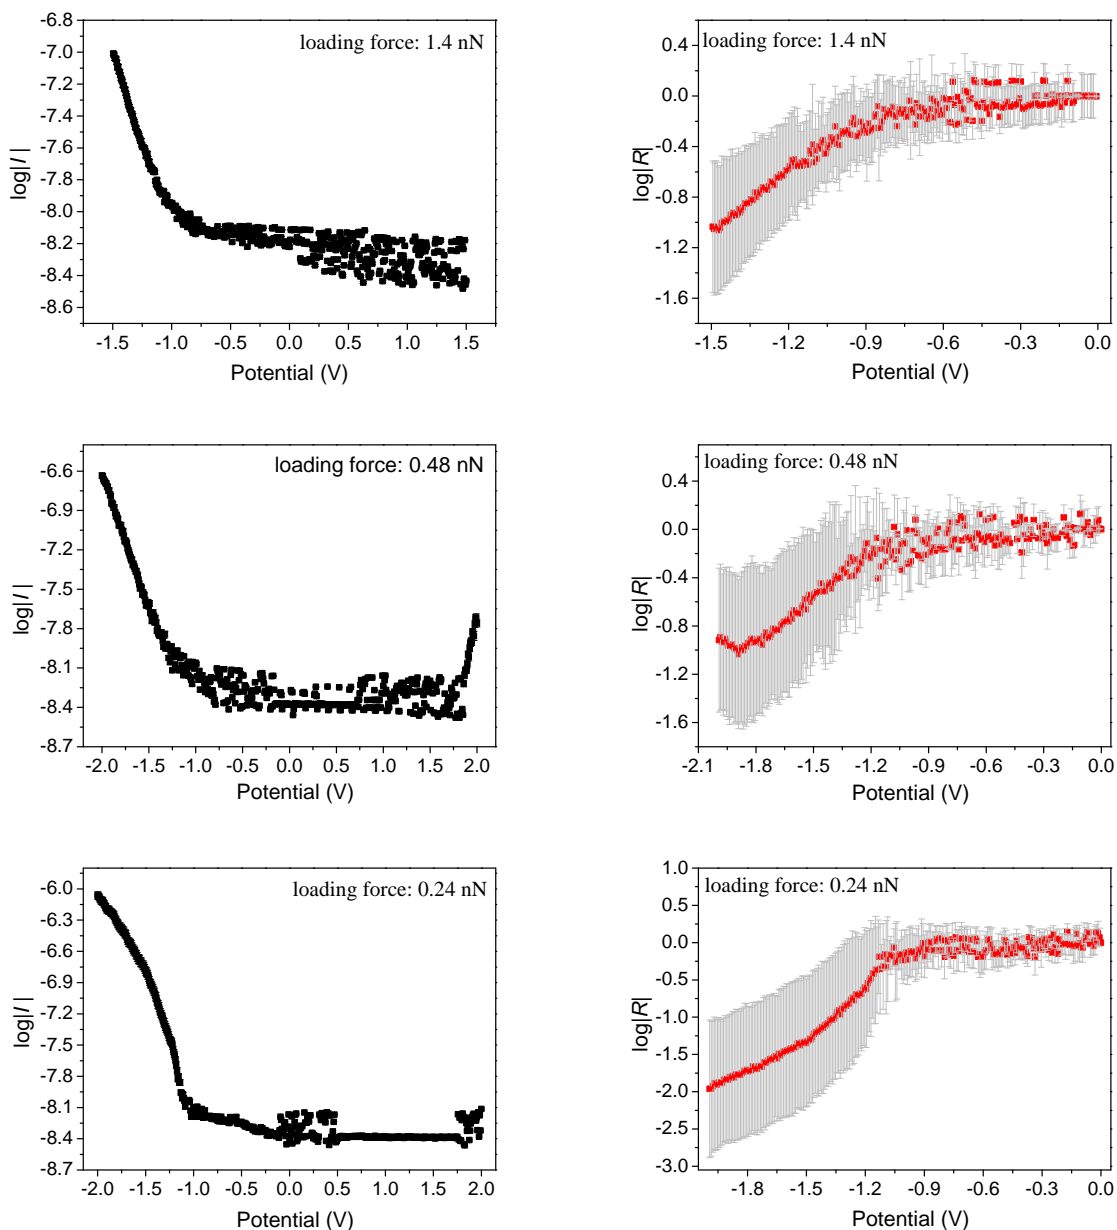 loading force: 1.4 nN
log|I |
-6.8
-7.0
-7.2
-7.4
-7.6
-7.8
-8.0
-8.2
-8.4
-8.6
-1.5 -1.0 -0.5 0.0 0.5 1.0 1.5
Potential (V)
loading force: 1.4 nN
log|R|
0.4
0.0
-0.4
-0.8
-1.2
-1.6
-1.5 -1.2 -0.9 -0.6 -0.3 0.0
Potential (V)
loading force: 0.48 nN
log|I |
-6.6
-6.9
-7.2
-7.5
-7.8
-8.1
-8.4
-8.7
-2.0 -1.5 -1.0 -0.5 0.0 0.5 1.0 1.5 2.0
Potential (V)
loading force: 0.48 nN
log|R|
0.4
0.0
-0.4
-0.8
-1.2
-1.6
-2.1 -1.8 -1.5 -1.2 -0.9 -0.6 -0.3 0.0
Potential (V)
loading force: 0.24 nN
log|I |
-6.0
-6.3
-6.6
-6.9
-7.2
-7.5
-7.8
-8.1
-8.4
-8.7
-2.0 -1.5 -1.0 -0.5 0.0 0.5 1.0 1.5 2.0
Potential (V)
loading force: 0.24 nN
log|R|
1.0
0.5
0.0
-0.5
-1.0
-1.5
-2.0
-2.5
-3.0
-1.8 -1.5 -1.2 -0.9 -0.6 -0.3 0.0
Potential (V)